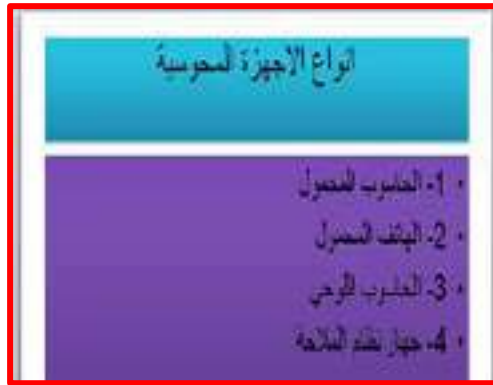 انواع الاجهزة المحوسبة
• 1- الحاسوب المحمول
• 2- الهاتف المحمول
• 3- الحاسوب اللوحي
• 4- جهاز نظام الملاحة